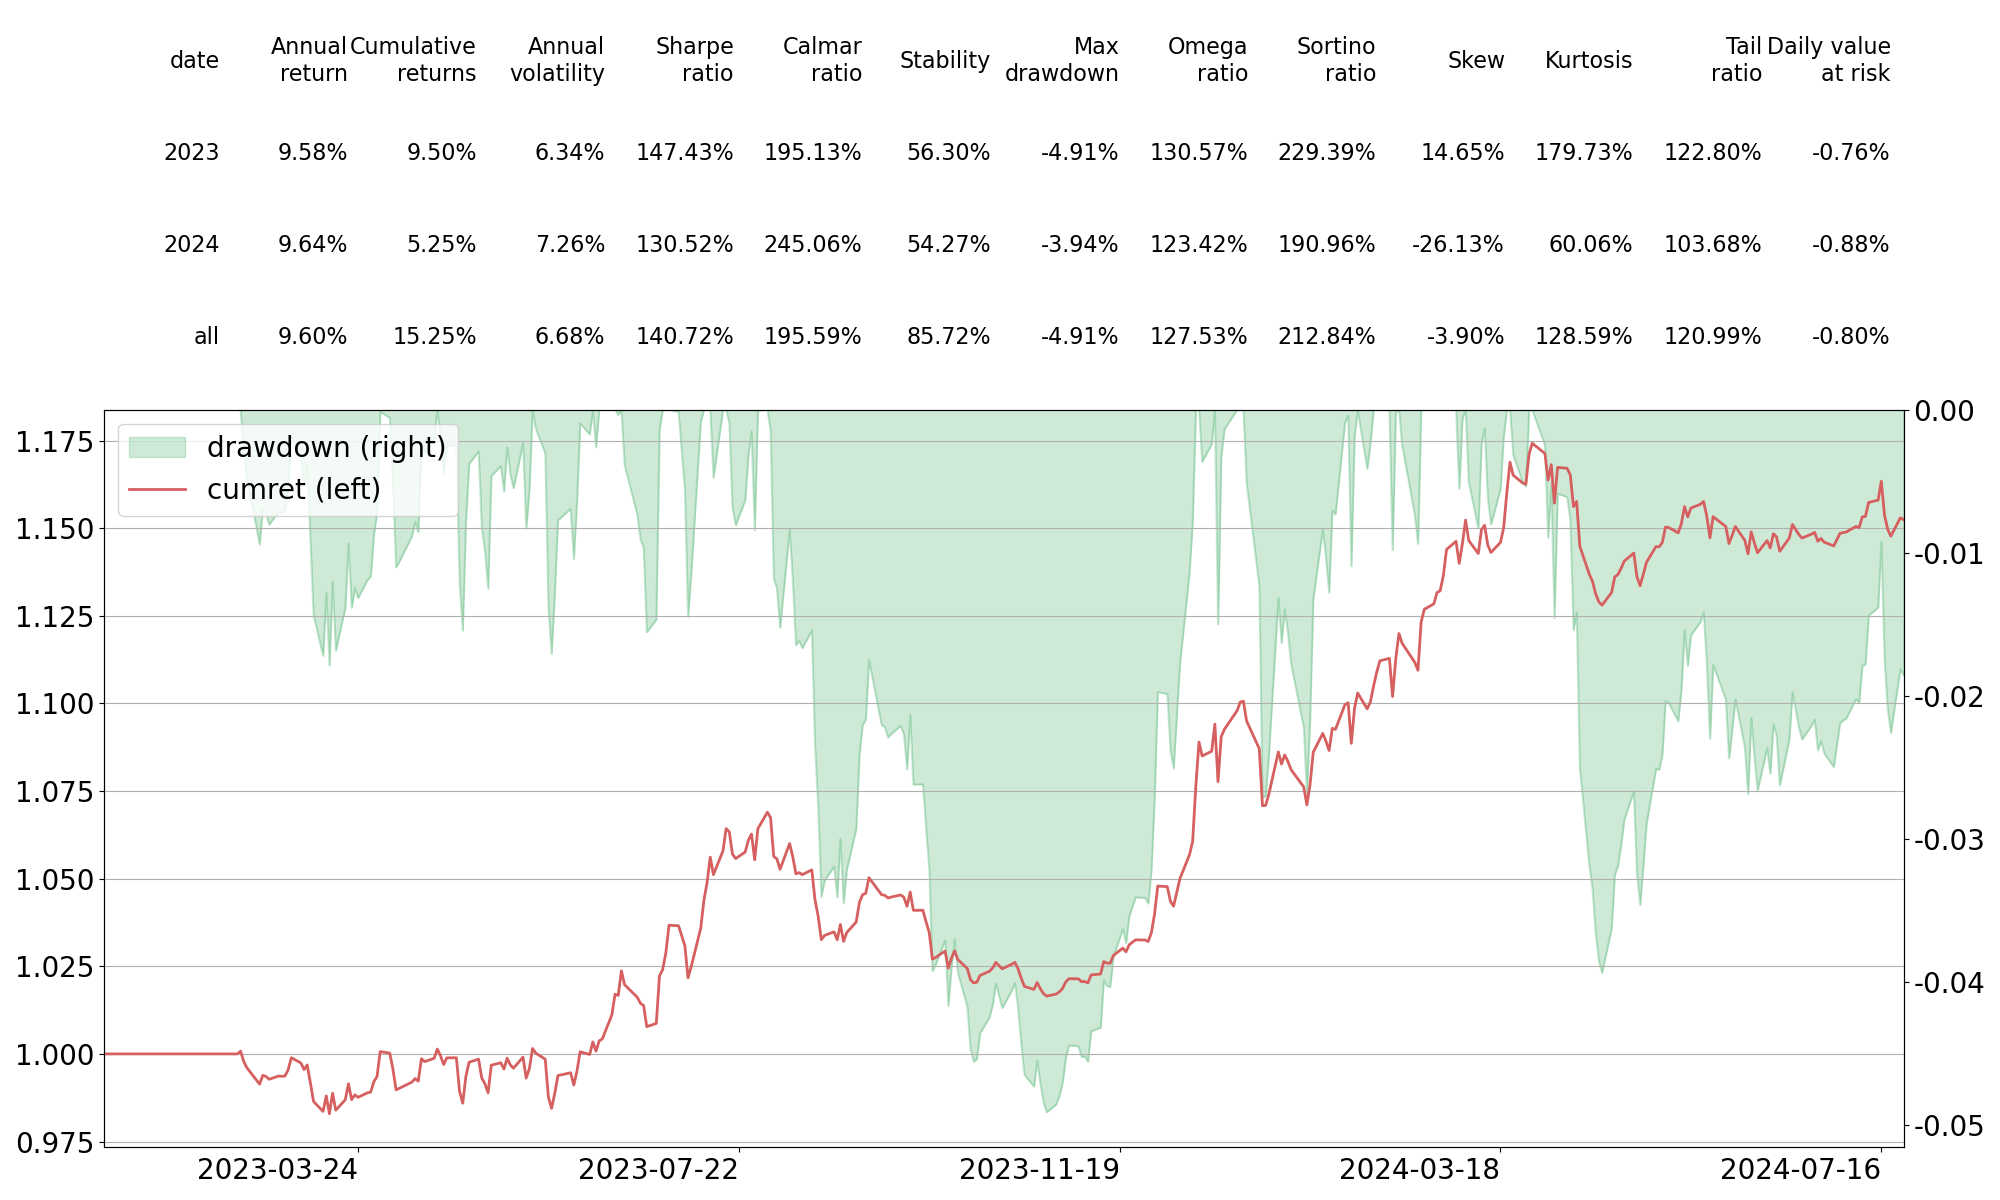 date Annual return Cumulative returns Annual volatility Sharpe ratio Calmar ratio Stability Max drawdown Omega ratio Sortino ratio Skew Kurtosis Tail ratio Daily value at risk
2023 9.58% 9.50% 6.34% 147.43% 195.13% 56.30% -4.91% 130.57% 229.39% 14.65% 179.73% 122.80% -0.76%
2024 9.64% 5.25% 7.26% 130.52% 245.06% 54.27% -3.94% 123.42% 190.96% -26.13% 60.06% 103.68% -0.88%
all 9.60% 15.25% 6.68% 140.72% 195.59% 85.72% -4.91% 127.53% 212.84% -3.90% 128.59% 120.99% -0.80%
drawdown (right)
cumret (left)
1.175
1.150
1.125
1.100
1.075
1.050
1.025
1.000
0.975
0.00
-0.01
-0.02
-0.03
-0.04
-0.05
2023-03-24 2023-07-22 2023-11-19 2024-03-18 2024-07-16